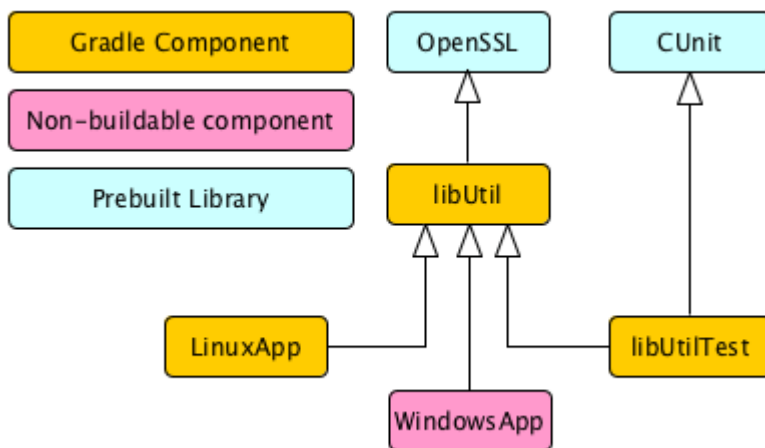 Gradle Component
OpenSSL
CUnit
Non-buildable component
Prebuilt Library
libUtil
LinuxApp
libUtilTest
WindowsApp